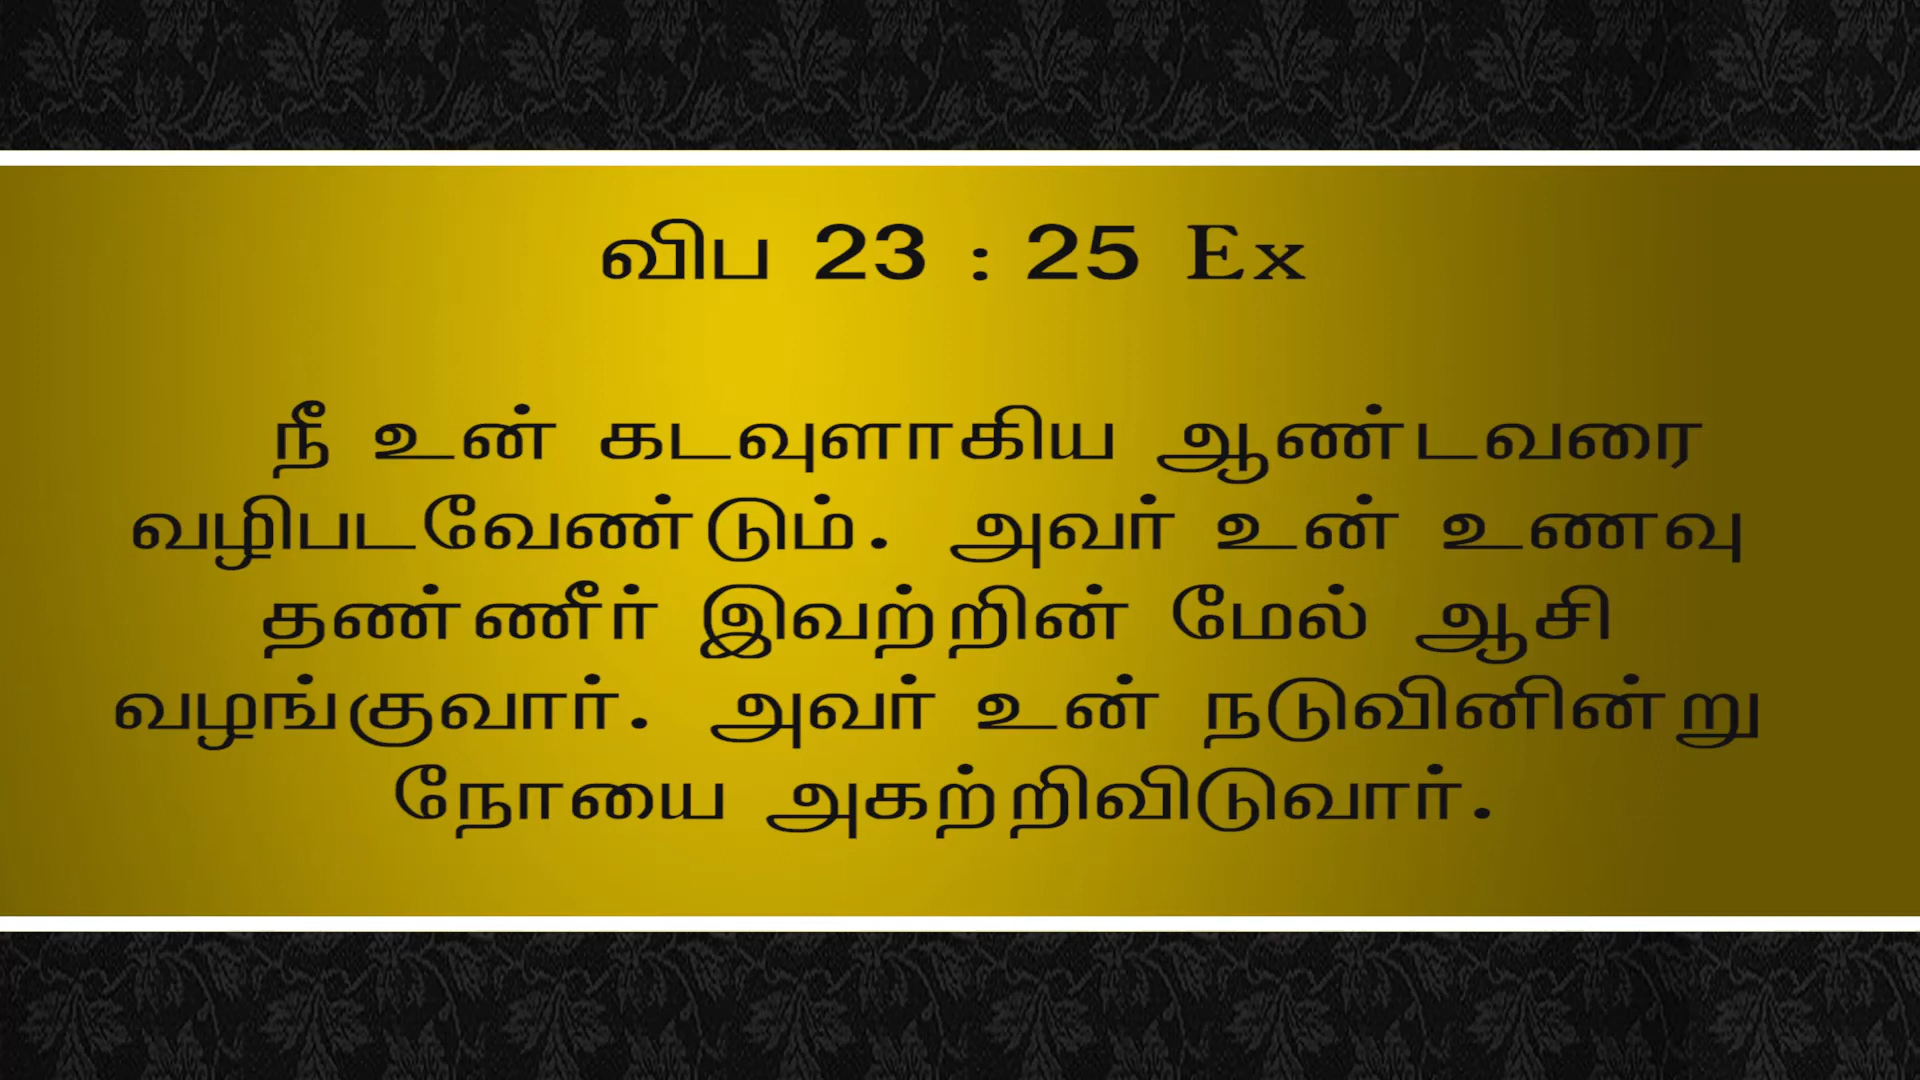 விப 23 : 25 Ex
நீ உன் கடவுளாகிய ஆண்டவரை
வழிபடவேண்டும். அவர் உன் உணவு
தண்ணீர் இவற்றின் மேல் ஆசி
வழங்குவார். அவர் உன் நடுவினின்று
நோயை அகற்றிவிடுவார்.